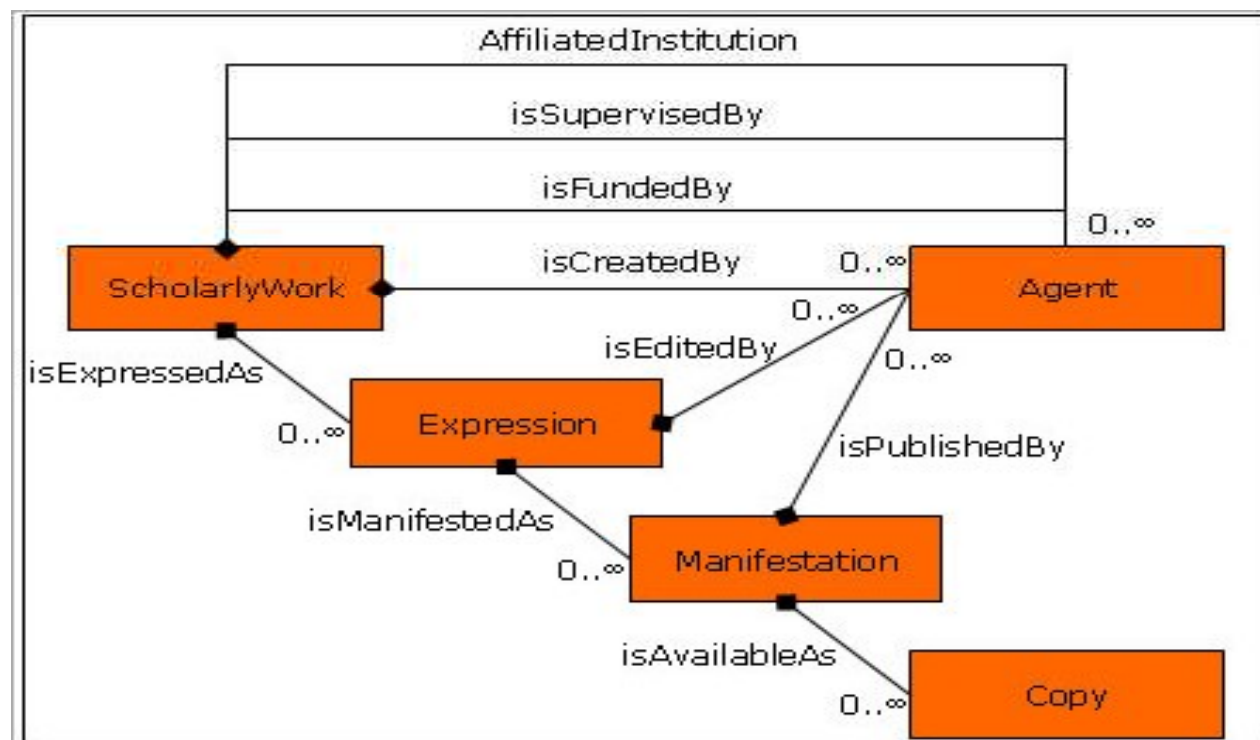 AffiliatedInstitution
isSupervisedBy
isFundedBy
0..∞
isCreatedBy
0..∞
ScholarlyWork
Agent
0..∞
isEditedBy
0..∞
isExpressedAs
Expression
0..∞
isPublishedBy
isManifestedAs
Manifestation
0..∞
isAvailableAs
Copy
0..∞